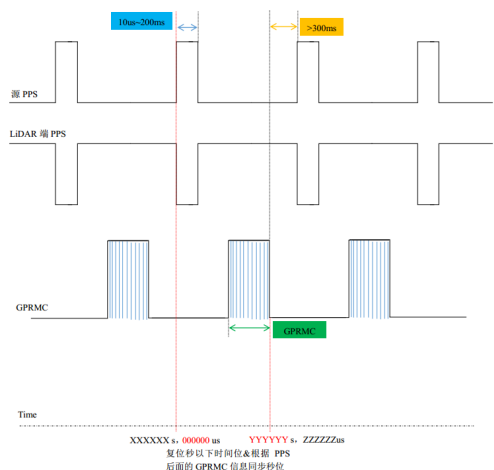 10us~200ms
>300ms
源 PPS
LiDAR 端 PPS
GPRMC
GPRMC
Time
XXXXXX s，000000 us YYYYYY s，ZZZZZZus
复位秒以下时间位&根据 PPS
后面的 GPRMC 信息同步秒位